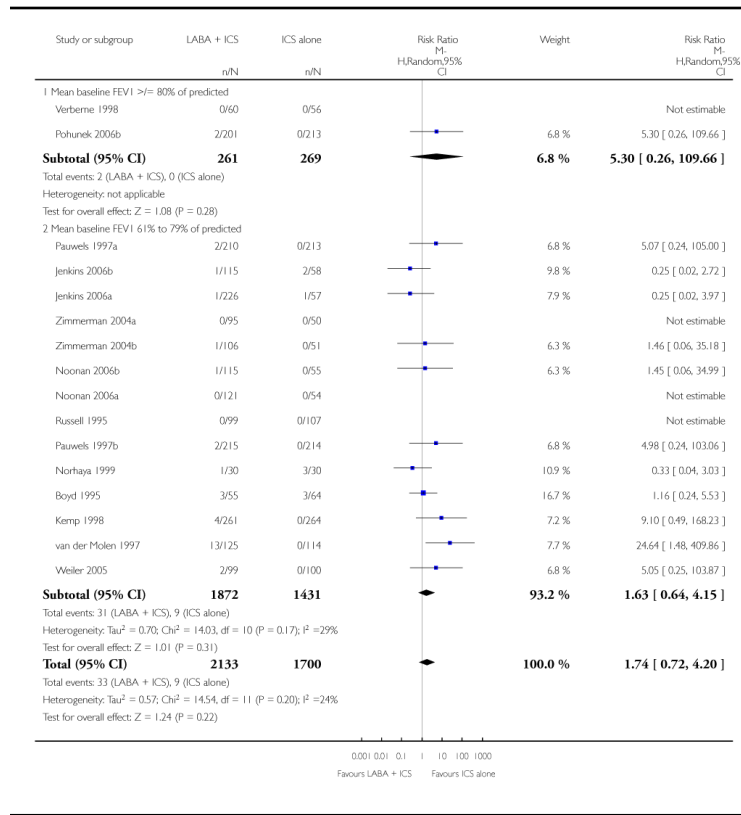 Study or subgroup LABA + ICS ICS alone Risk Ratio Weight Risk Ratio
M- M-
H,Random,95% H,Random,95%
n/N n/N CI CI
1 Mean baseline FEV1 >/= 80% of predicted
Verberne 1998 0/60 0/56 Not estimable
Pohunek 2006b 2/201 0/213 6.8 % 5.30 [ 0.26, 109.66 ]
Subtotal (95% CI) 261 269 6.8 % 5.30 [ 0.26, 109.66 ]
Total events: 2 (LABA + ICS), 0 (ICS alone)
Heterogeneity: not applicable
Test for overall effect: Z = 1.08 (P = 0.28)
2 Mean baseline FEV1 61% to 79% of predicted
Pauwels 1997a 2/210 0/213 6.8 % 5.07 [ 0.24, 105.00 ]
Jenkins 2006b 1/115 2/58 9.8 % 0.25 [ 0.02, 2.72 ]
Jenkins 2006a 1/226 1/57 7.9 % 0.25 [ 0.02, 3.97 ]
Zimmerman 2004a 0/95 0/50 Not estimable
Zimmerman 2004b 1/106 0/51 6.3 % 1.46 [ 0.06, 35.18 ]
Noonan 2006b 1/115 0/55 6.3 % 1.45 [ 0.06, 34.99 ]
Noonan 2006a 0/121 0/54 Not estimable
Russell 1995 0/99 0/107 Not estimable
Pauwels 1997b 2/215 0/214 6.8 % 4.98 [ 0.24, 103.06 ]
Norhaya 1999 1/30 3/30 10.9 % 0.33 [ 0.04, 3.03 ]
Boyd 1995 3/55 3/64 16.7 % 1.16 [ 0.24, 5.53 ]
Kemp 1998 4/261 0/264 7.2 % 9.10 [ 0.49, 168.23 ]
van der Molen 1997 13/125 0/114 7.7 % 24.64 [ 1.48, 409.86 ]
Weiler 2005 2/99 0/100 6.8 % 5.05 [ 0.25, 103.87 ]
Subtotal (95% CI) 1872 1431 93.2 % 1.63 [ 0.64, 4.15 ]
Total events: 31 (LABA + ICS), 9 (ICS alone)
Heterogeneity: Tau² = 0.70; Chi² = 14.03, df = 10 (P = 0.17); I² =29%
Test for overall effect: Z = 1.01 (P = 0.31)
Total (95% CI) 2133 1700 100.0 % 1.74 [ 0.72, 4.20 ]
Total events: 33 (LABA + ICS), 9 (ICS alone)
Heterogeneity: Tau² = 0.57; Chi² = 14.54, df = 11 (P = 0.20); I² =24%
Test for overall effect: Z = 1.24 (P = 0.22)
0.001 0.01 0.1 1 10 100 1000
Favours LABA + ICS Favours ICS alone